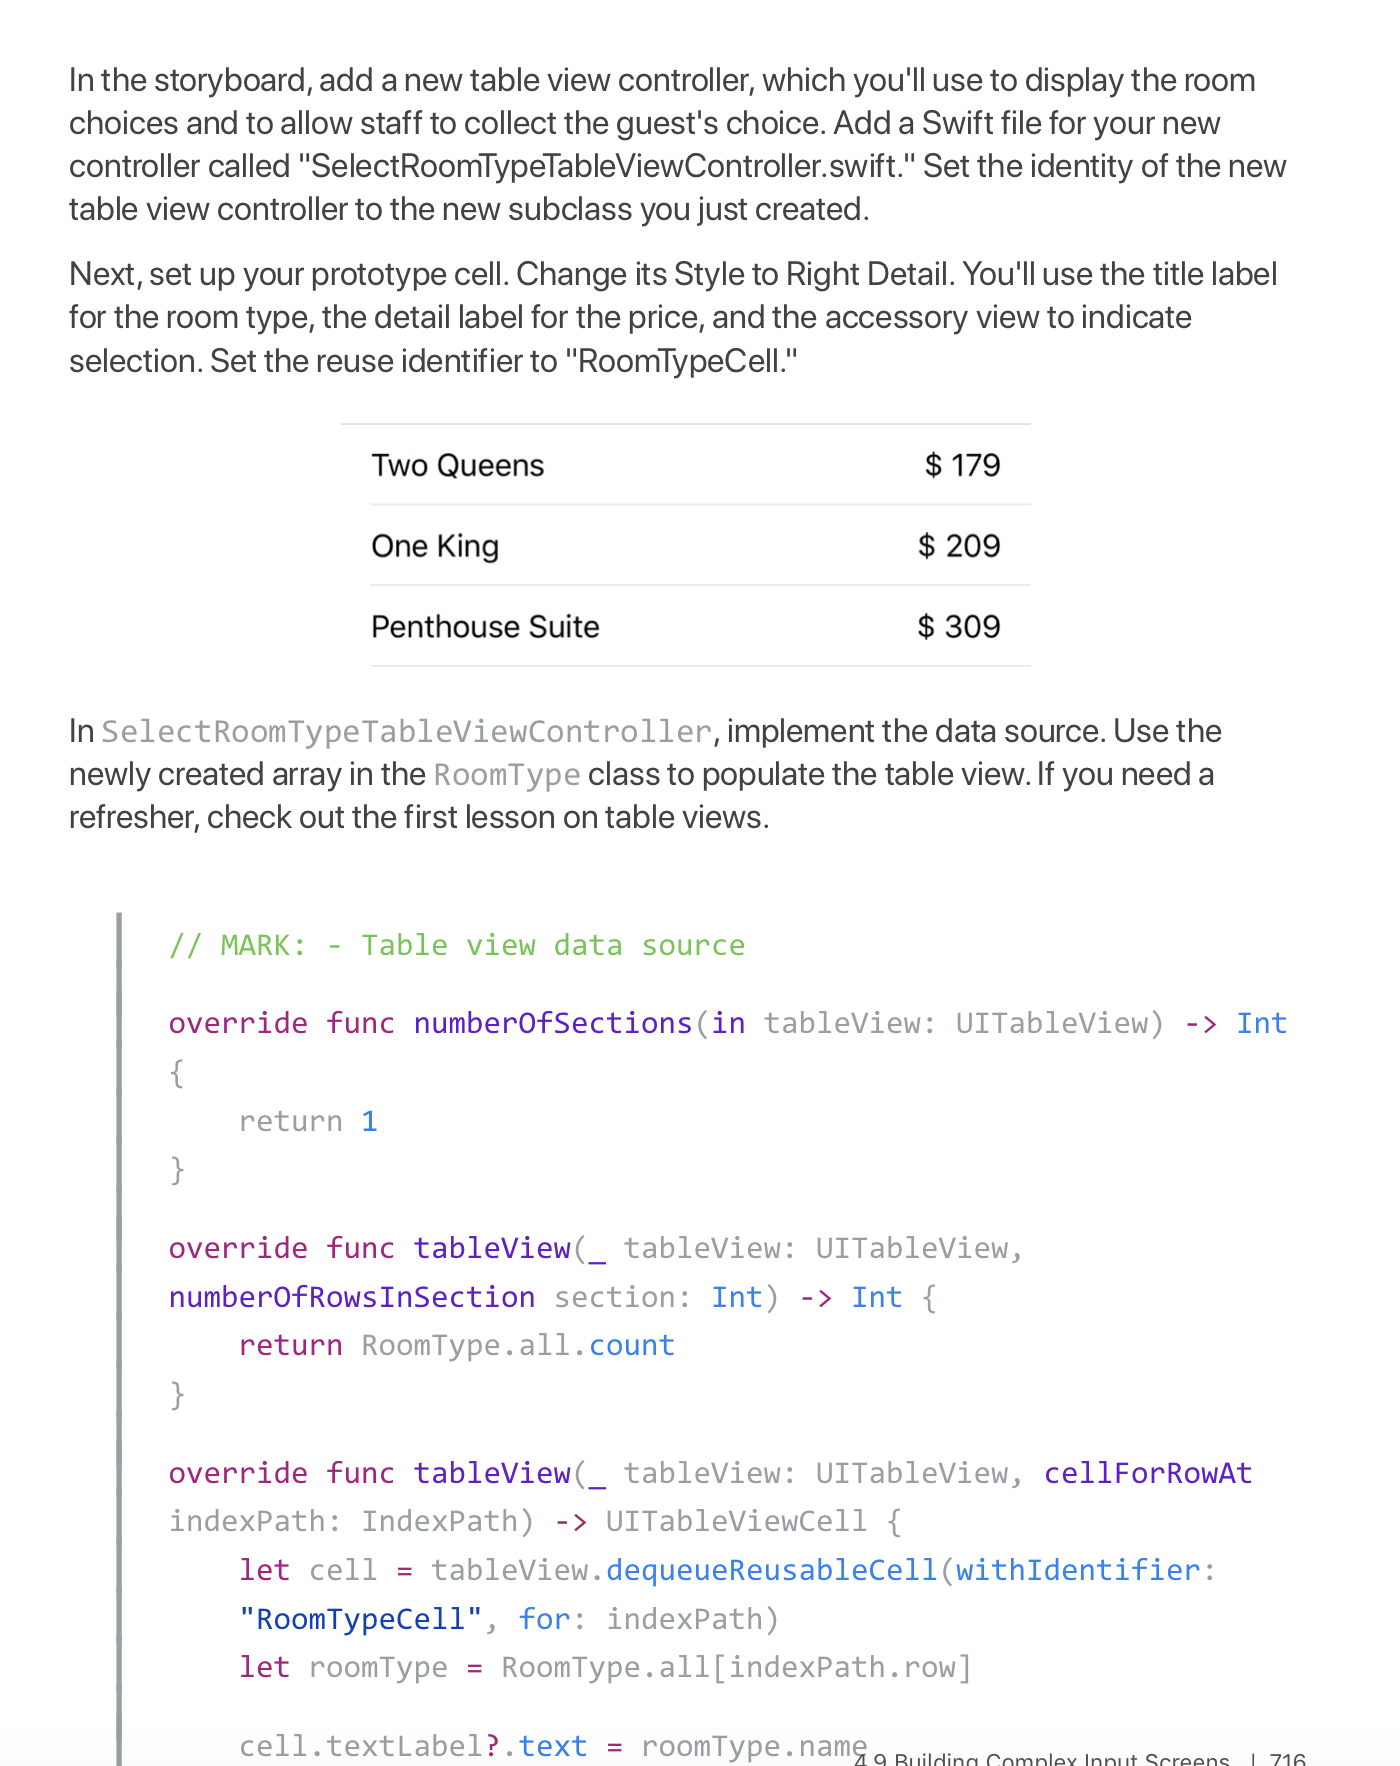 In the storyboard, add a new table view controller, which you'll use to display the room
choices and to allow staff to collect the guest's choice. Add a Swift file for your new
controller called "SelectRoomTypeTableViewController.swift." Set the identity of the new
table view controller to the new subclass you just created.
Next, set up your prototype cell. Change its Style to Right Detail. You'll use the title label
for the room type, the detail label for the price, and the accessory view to indicate
selection. Set the reuse identifier to "RoomTypeCell."
Two Queens $ 179
One King $ 209
Penthouse Suite $ 309
In SelectRoomTypeTableViewController, implement the data source. Use the
newly created array in the RoomType class to populate the table view. If you need a
refresher, check out the first lesson on table views.
// MARK: - Table view data source
override func numberOfSections(in tableView: UITableView) -> Int
{
    return 1
}
override func tableView(_ tableView: UITableView,
numberOfRowsInSection section: Int) -> Int {
    return RoomType.all.count
}
override func tableView(_ tableView: UITableView, cellForRowAt
indexPath: IndexPath) -> UITableViewCell {
    let cell = tableView.dequeueReusableCell(withIdentifier:
    "RoomTypeCell", for: indexPath)
    let roomType = RoomType.all[indexPath.row]
    cell.textLabel?.text = roomType.name
4.9 Building Complex Input Screens | 716